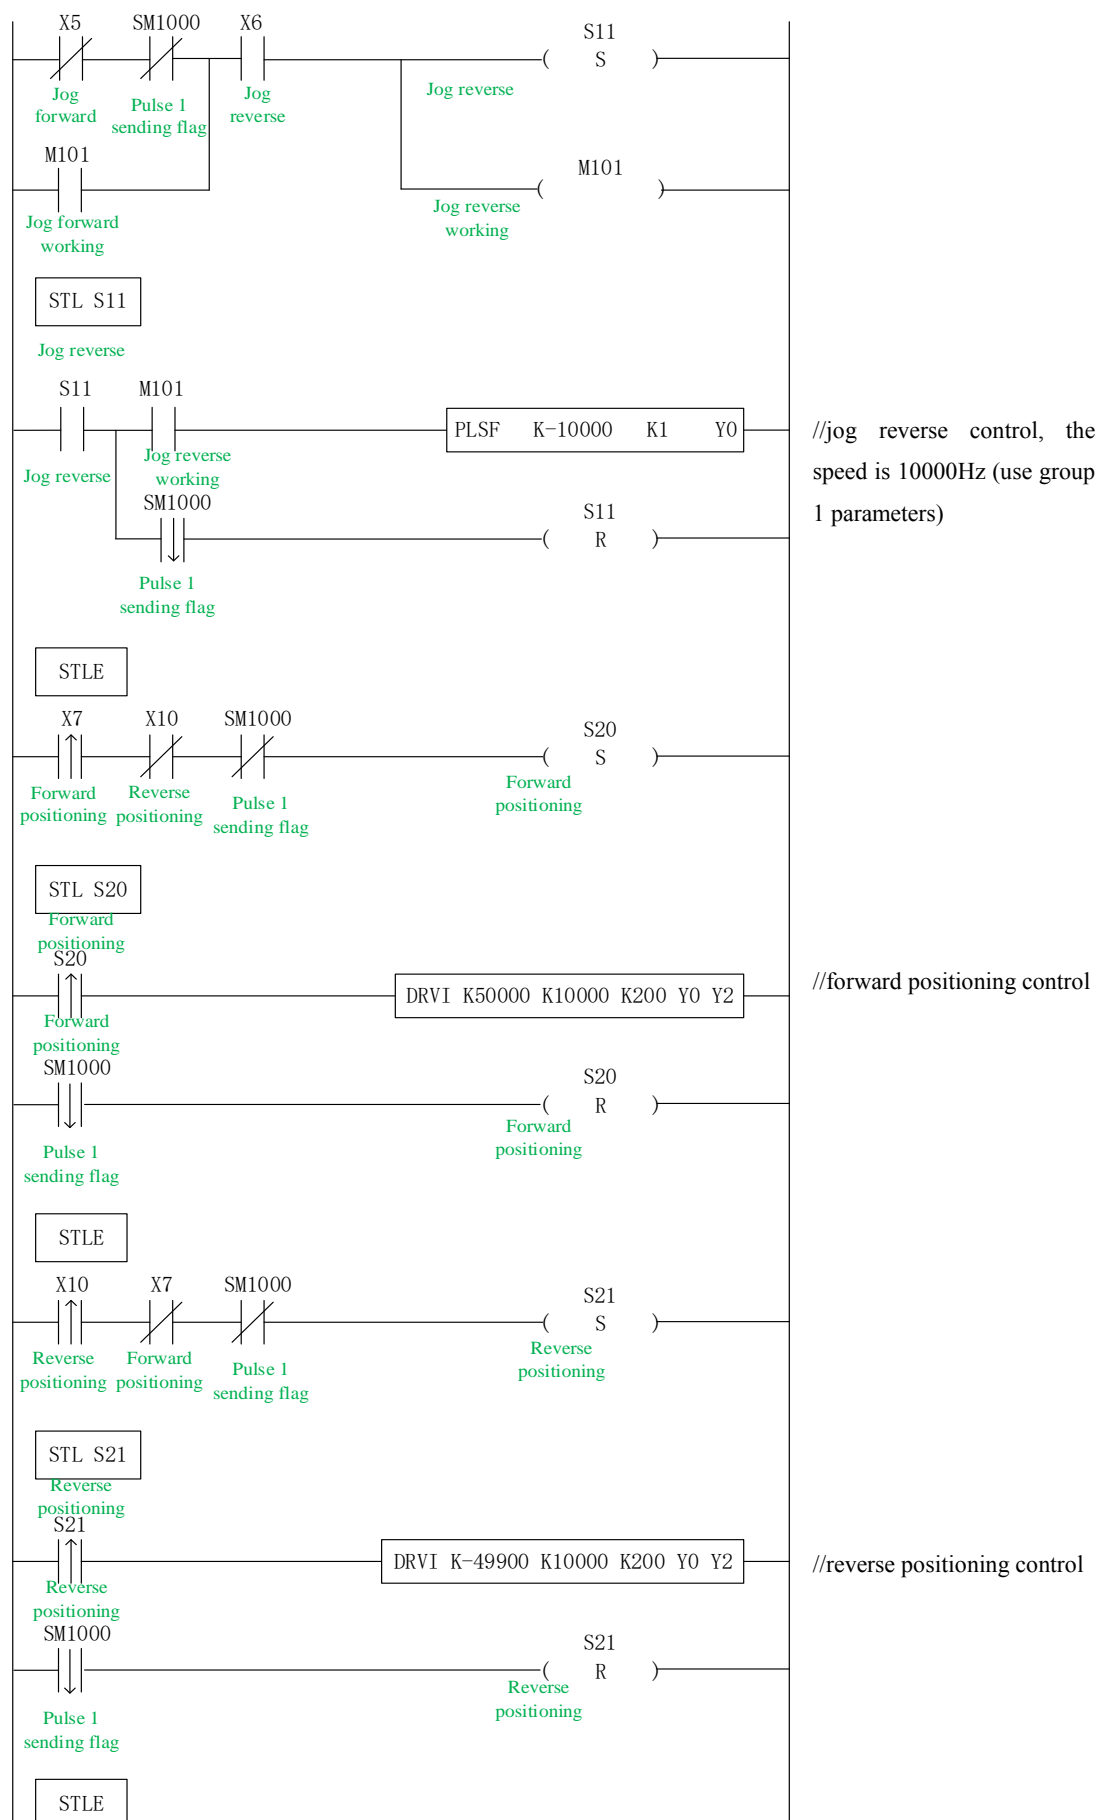 X5 SM1000 X6 S11
S
Jog forward
Pulse 1 sending flag
Jog reverse
Jog reverse
M101 M101
Jog forward working
Jog reverse working
STL S11
Jog reverse
S11 M101
PLSF K-10000 K1 Y0
//jog reverse control, the
speed is 10000Hz (use group
1 parameters)
Jog reverse
Jog reverse working
SM1000 S11
R
Pulse 1
sending flag
STLE
X7 X10 SM1000 S20
S
Forward positioning
Reverse positioning
Pulse 1 sending flag
Forward positioning
STL S20
Forward
positioning
S20
DRVI K50000 K10000 K200 Y0 Y2
//forward positioning control
Forward
positioning
SM1000 S20
R
Forward
positioning
Pulse 1
sending flag
STLE
X10 X7 SM1000 S21
S
Reverse positioning
Forward positioning
Pulse 1 sending flag
Reverse positioning
STL S21
Reverse
positioning
S21
DRVI K-49900 K10000 K200 Y0 Y2
//reverse positioning control
Reverse
positioning
SM1000 S21
R
Reverse
positioning
Pulse 1
sending flag
STLE